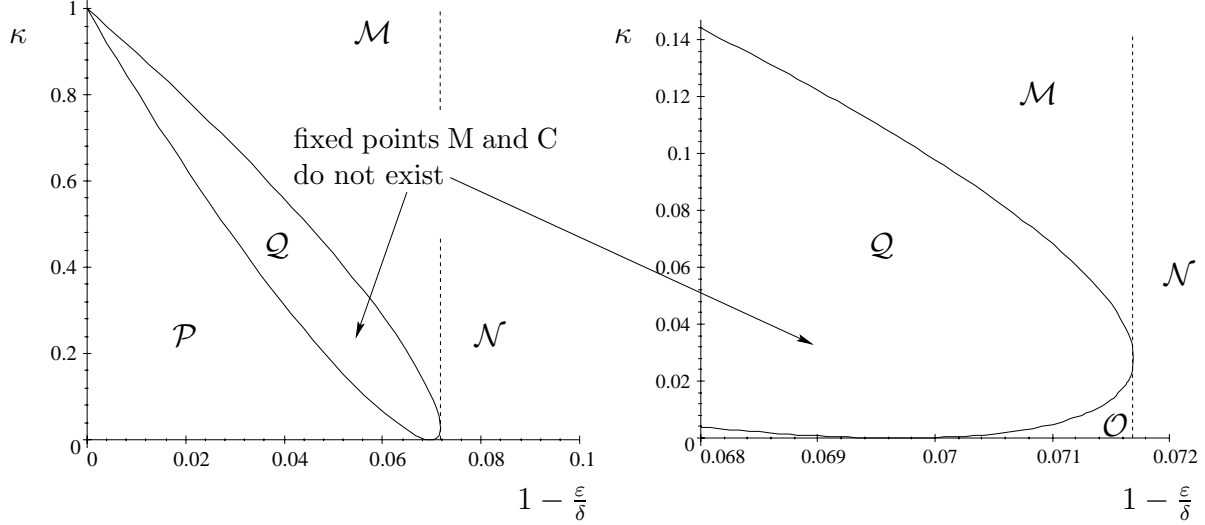 κ
1
0.8
0.6
0.4
0.2
0
0
0.02
0.04
0.06
0.08
0.1
1 − ε/δ
ℳ
fixed points M and C
do not exist
𝒬
𝒫
𝒩
κ
0.14
0.12
0.1
0.08
0.06
0.04
0.02
0
0.068
0.069
0.07
0.071
0.072
1 − ε/δ
ℳ
𝒬
𝒩
𝒪